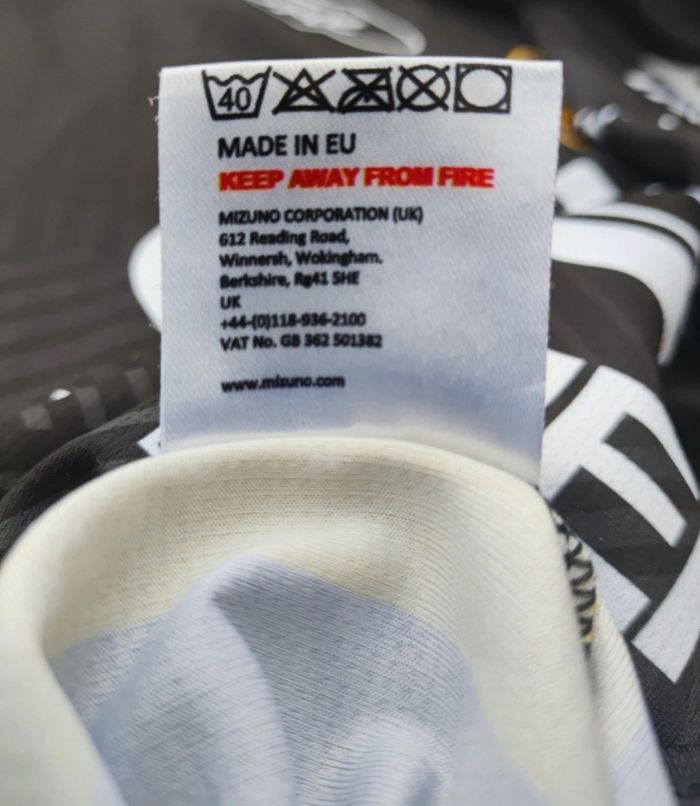 40
MADE IN EU
KEEP AWAY FROM FIRE
MIZUNO CORPORATION (UK)
612 Reading Road,
Winnersh, Wokingham.
Berkshire, Rg41 5HE
UK
+44-(0)118-936-2100
VAT No. GB 362 501382
www.mizuno.com